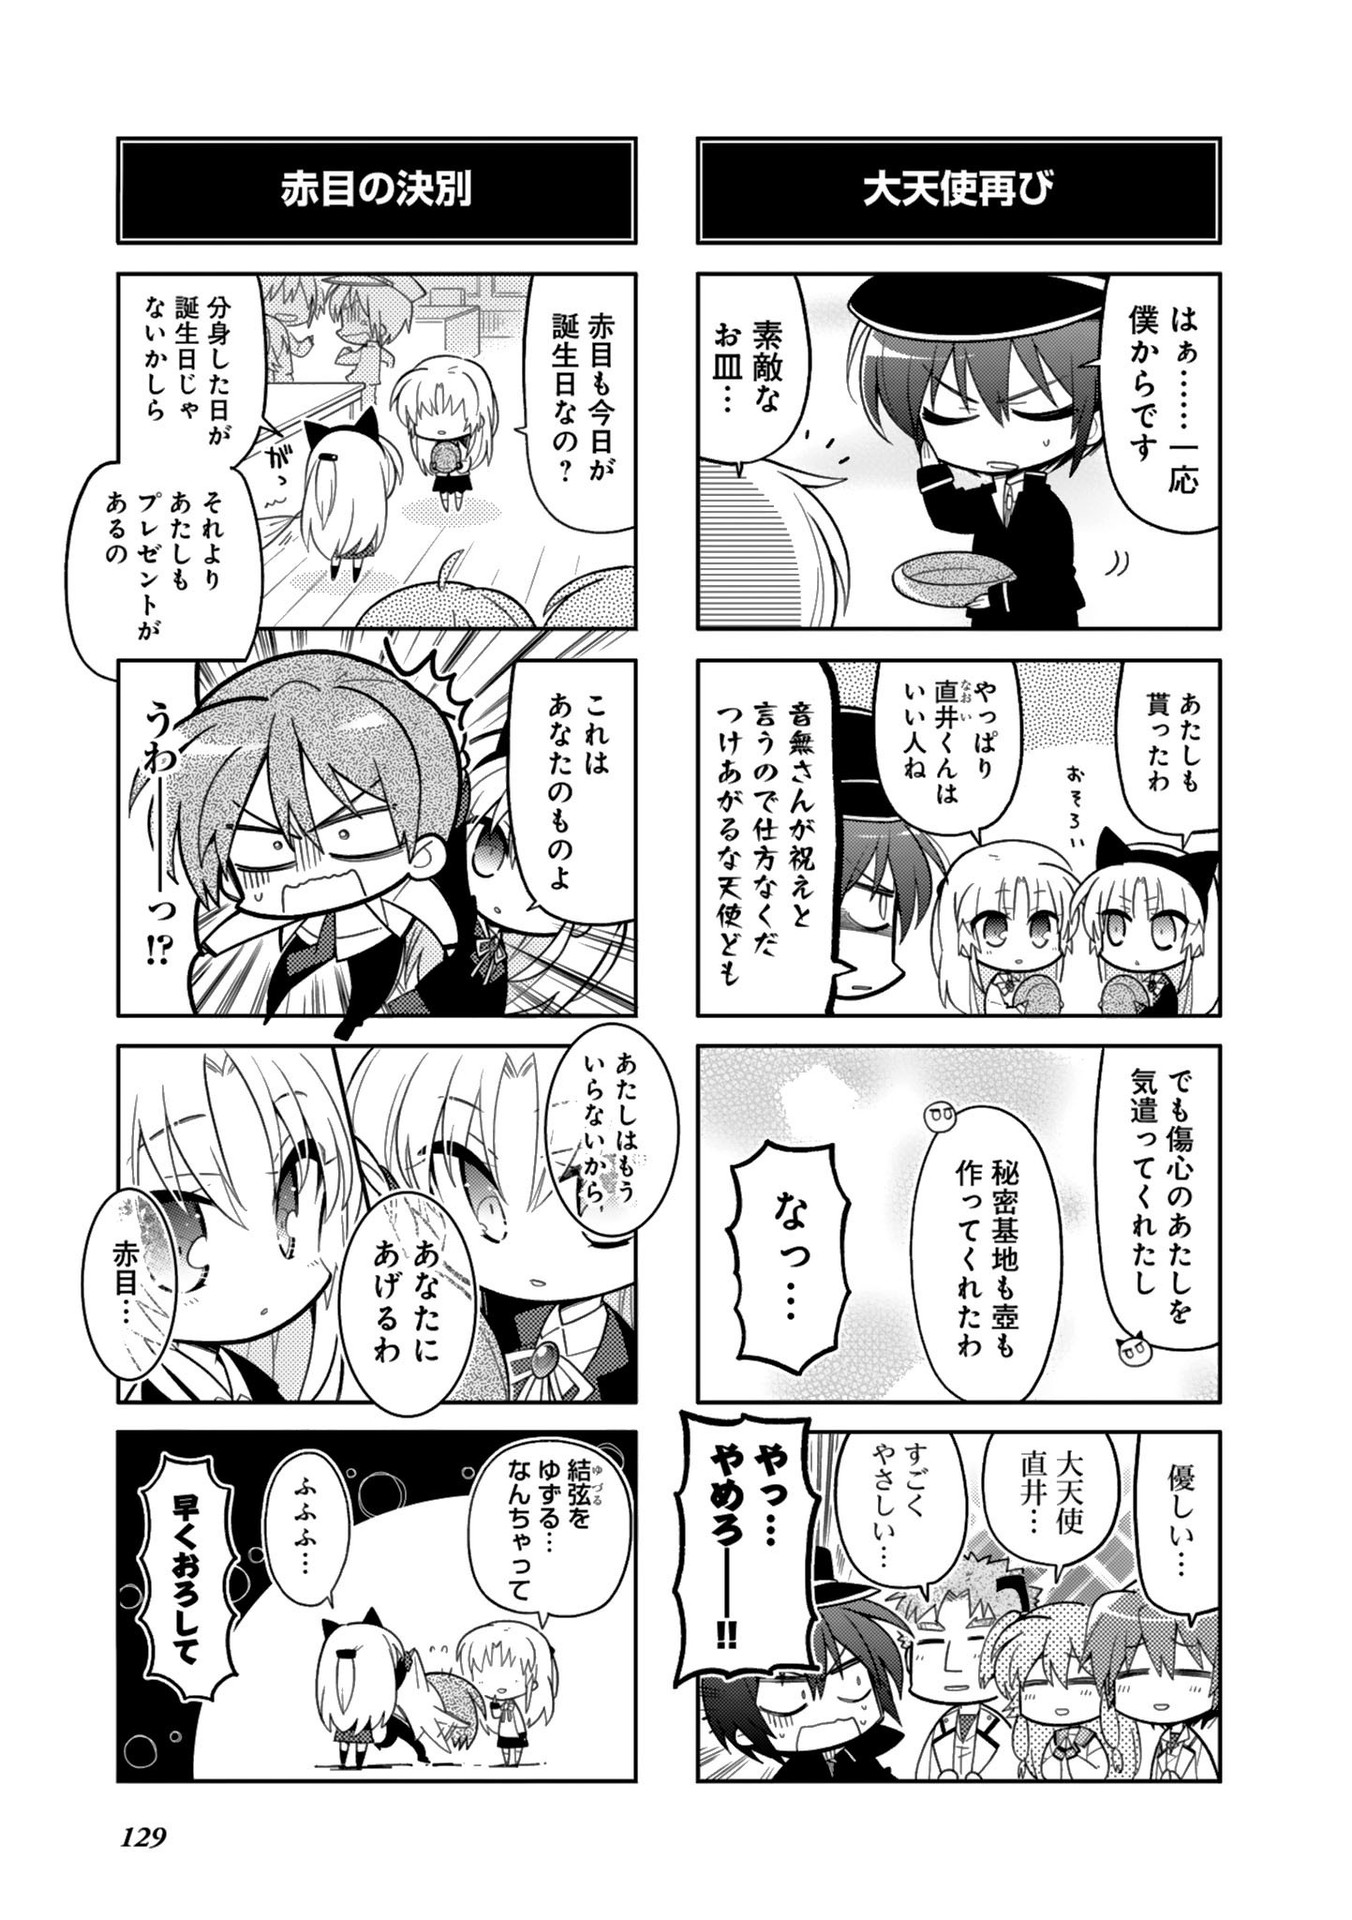 大天使再び
はぁ……一応
僕からです
素敵な
お皿…
あたしも
貰ったわ
おそろい
やっぱり
直井くんは
なおい
いい人ね
音無さんが祝えと
言うので仕方なくだ
つけあがるな天使ども
でも傷心のあたしを
気遣ってくれたし
秘密基地も壺も
作ってくれたわ
なっ…
優しい…
大天使
直井…
すごく
やさしい…
やっ…
やめろ――!!
赤目の決別
赤目も今日が
誕生日なの?
分身した日が
誕生日じゃ
ないかしら
がっ
それより
あたしも
プレゼントが
あるの
これは
あなたのものよ
うわ――――っ!?
あたしはもう
いらないから
あなたに
あげるわ
赤目…
結弦を
ゆづる
ゆずる…
なんちゃって
ふふふ…
早くおろして
129